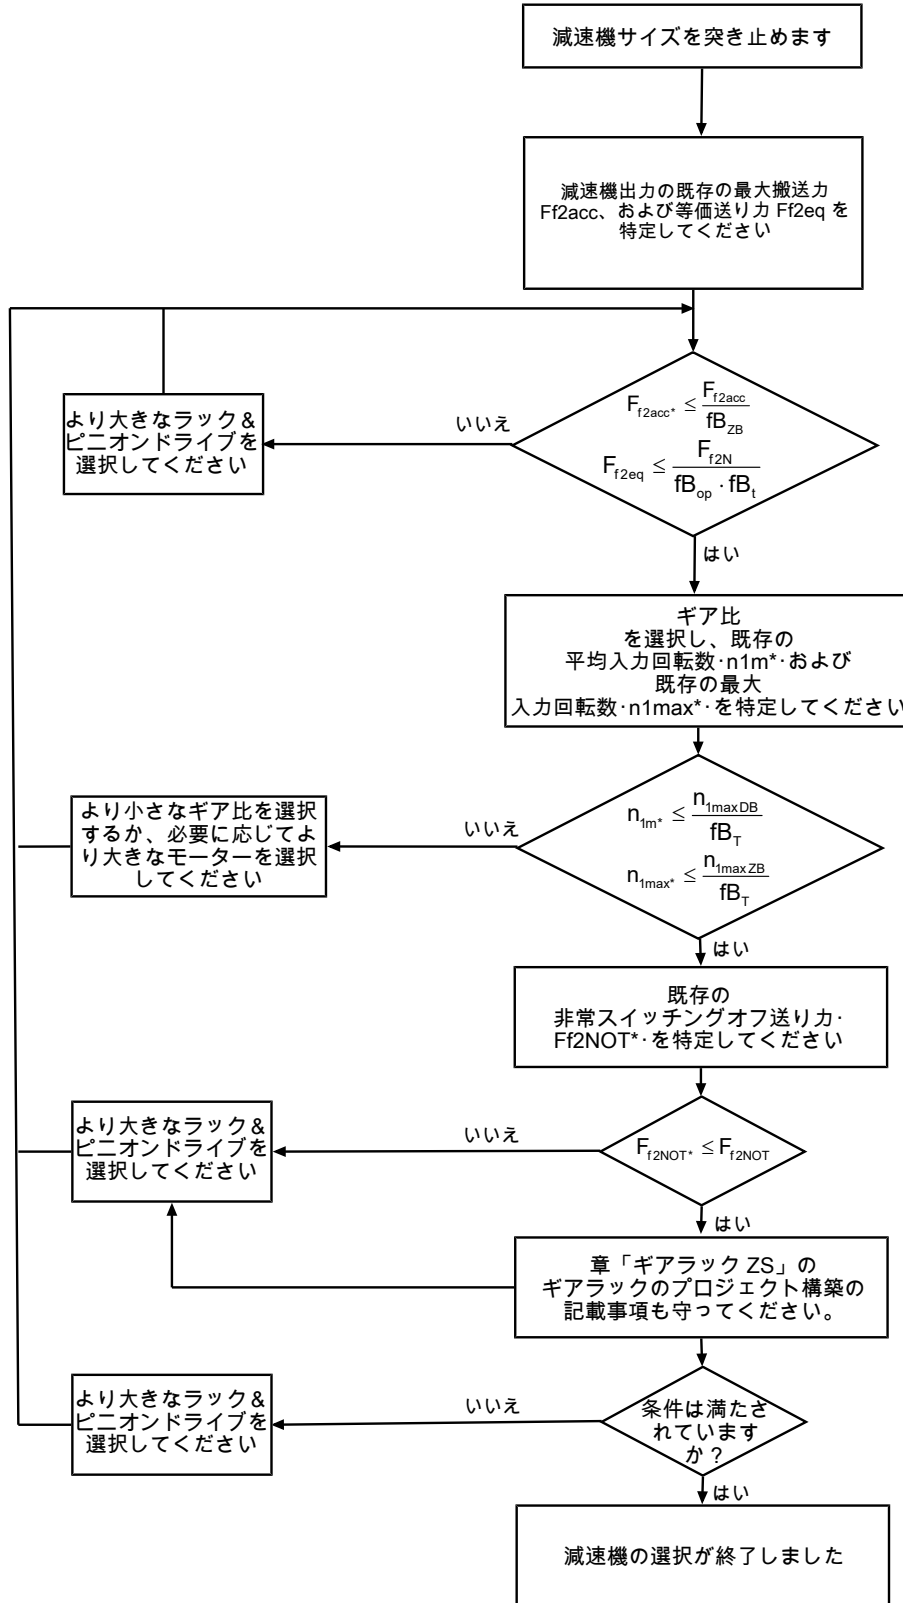 減速機サイズを突き止めます
減速機出力の既存の最大搬送力
Ff2acc、および等価送り力 Ff2eq を
特定してください
より大きなラック＆
ピニオンドライブを
選択してください
いいえ
F_f2acc* ≤ F_f2acc / fB_ZB
F_f2eq ≤ F_f2N / fB_op · fB_t
はい
ギア比
を選択し、既存の
平均入力回転数·n1m*·および
既存の最大
入力回転数·n1max*·を特定してください
より小さなギア比を選択
するか、必要に応じてよ
り大きなモーターを選択
してください
いいえ
n_1m* ≤ n_1maxDB / fB_T
n_1max* ≤ n_1maxZB / fB_T
はい
既存の
非常スイッチングオフ送り力·
Ff2NOT*·を特定してください
より大きなラック＆
ピニオンドライブを
選択してください
いいえ
F_f2NOT* ≤ F_f2NOT
はい
章「ギアラック ZS」の
ギアラックのプロジェクト構築の
記載事項も守ってください。
より大きなラック＆
ピニオンドライブを
選択してください
いいえ
条件は満たさ
れています
か？
はい
減速機の選択が終了しました